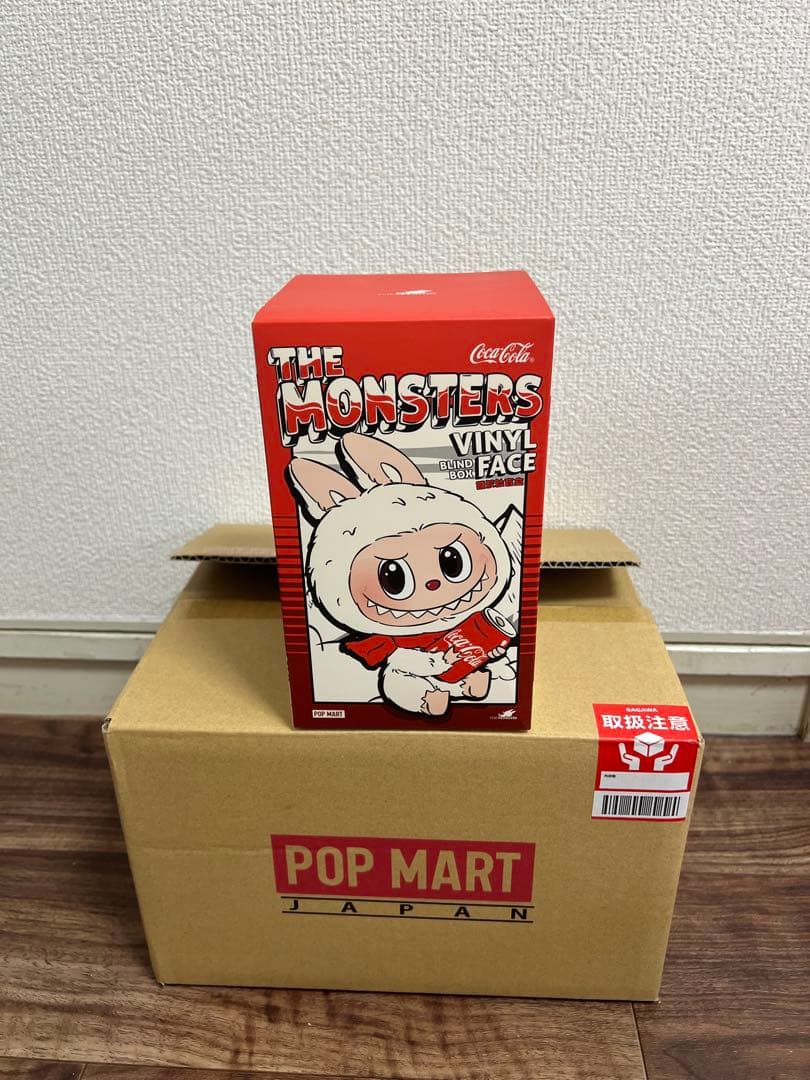 THE
MONSTERS
Coca-Cola
VINYL
FACE
BLIND
BOX
Coca-Cola
POP MART
SAGAWA
取扱注意
POP MART
JAPAN